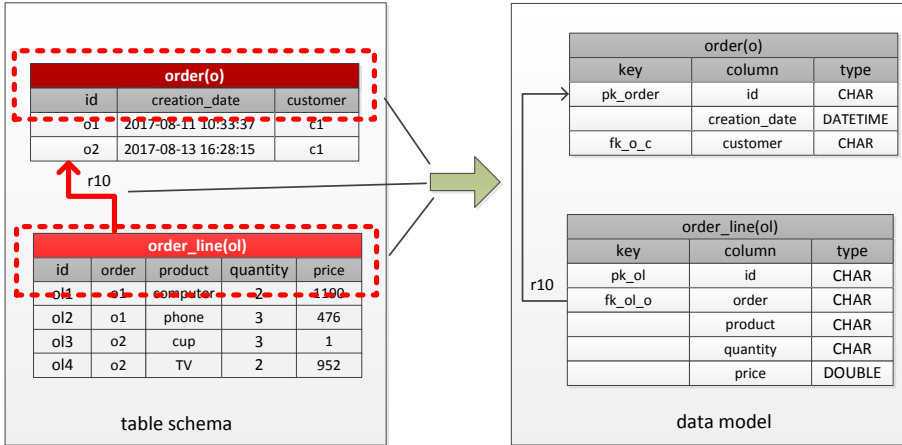 order(o)
id creation_date customer
o1 2017-08-11 10:33:37 c1
o2 2017-08-13 16:28:15 c1
r10
order_line(ol)
id order product quantity price
ol1 o1 computer 2 1190
ol2 o1 phone 3 476
ol3 o2 cup 3 1
ol4 o2 TV 2 952
table schema
order(o)
key column type
pk_order id CHAR
creation_date DATETIME
fk_o_c customer CHAR
order_line(ol)
key column type
pk_ol id CHAR
r10
fk_ol_o order CHAR
product CHAR
quantity CHAR
price DOUBLE
data model